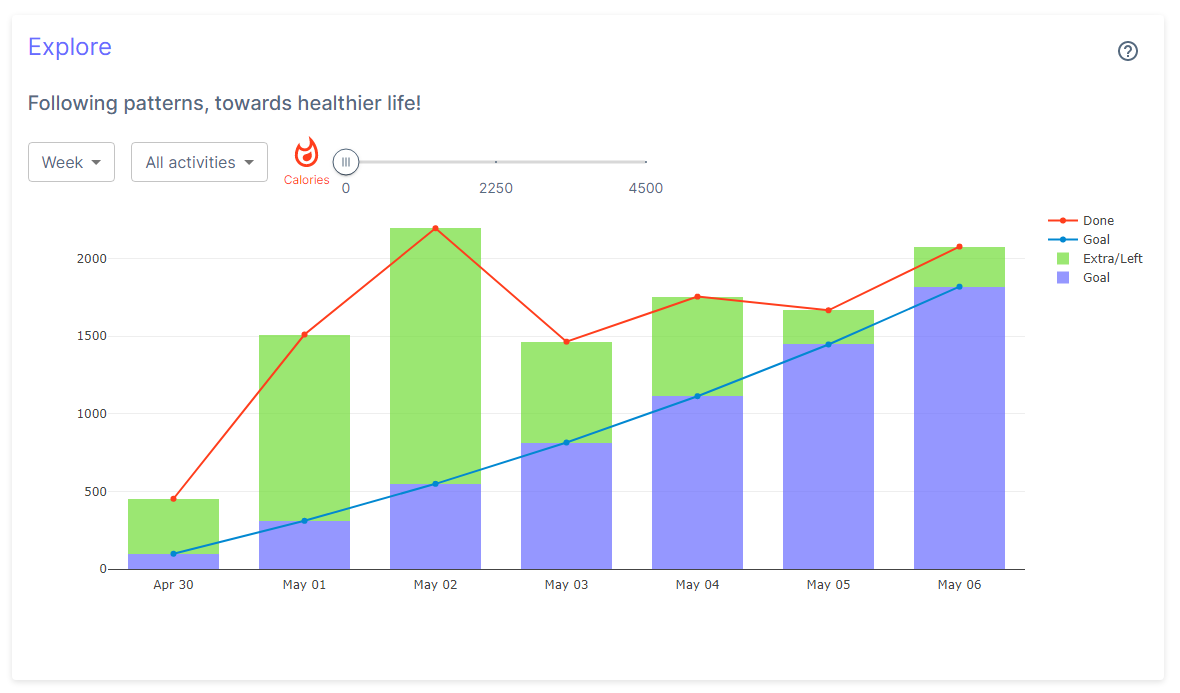 Explore
Following patterns, towards healthier life!
Week
All activities
Calories
0
2250
4500
Done
Goal
Extra/Left
Goal
2000
1500
1000
500
0
Apr 30
May 01
May 02
May 03
May 04
May 05
May 06